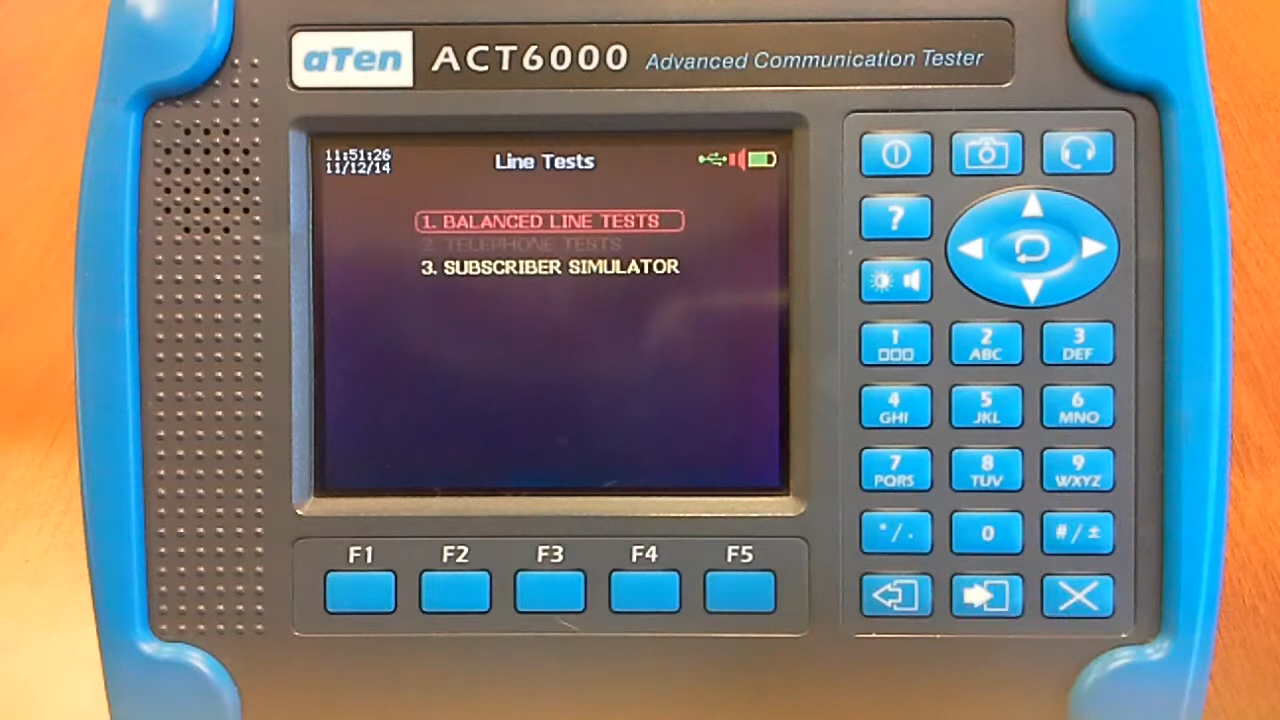 aTen ACT6000 Advanced Communication Tester
11:51:26
11/12/14
Line Tests
1. BALANCED LINE TESTS
2. TELEPHONE TESTS
3. SUBSCRIBER SIMULATOR
?
1
2 ABC
3 DEF
4 GHI
5 JKL
6 MNO
7 PQRS
8 TUV
9 WXYZ
*/.
0
#/±
F1 F2 F3 F4 F5